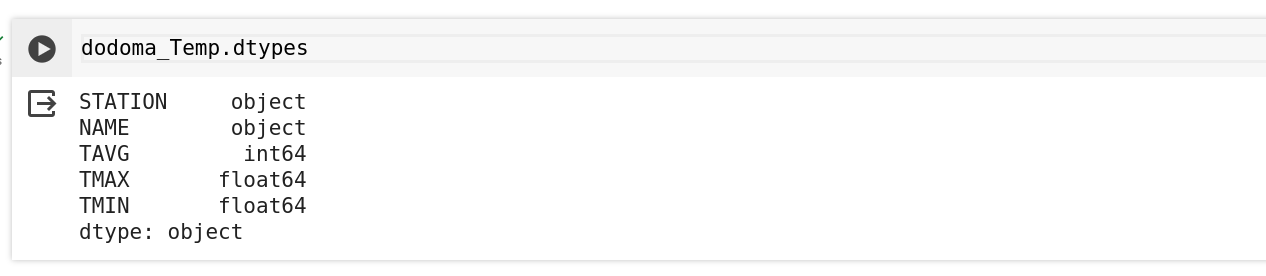 dodoma_Temp.dtypes
STATION object
NAME object
TAVG int64
TMAX float64
TMIN float64
dtype: object